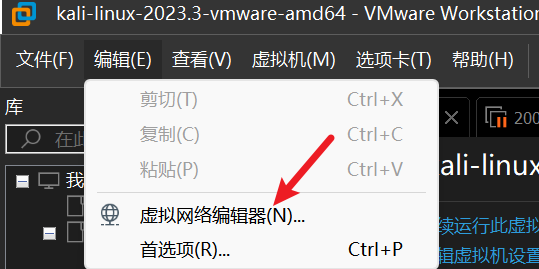 kali-linux-2023.3-vmware-amd64 - VMware Workstation
文件(F) 编辑(E) 查看(V) 虚拟机(M) 选项卡(T) 帮助(H)
库
剪切(T) Ctrl+X
复制(C) Ctrl+C
粘贴(P) Ctrl+V
虚拟网络编辑器(N)...
首选项(R)... Ctrl+P
在此
我
200
kali-linu
续运行此虚拟
辑虚拟机设置